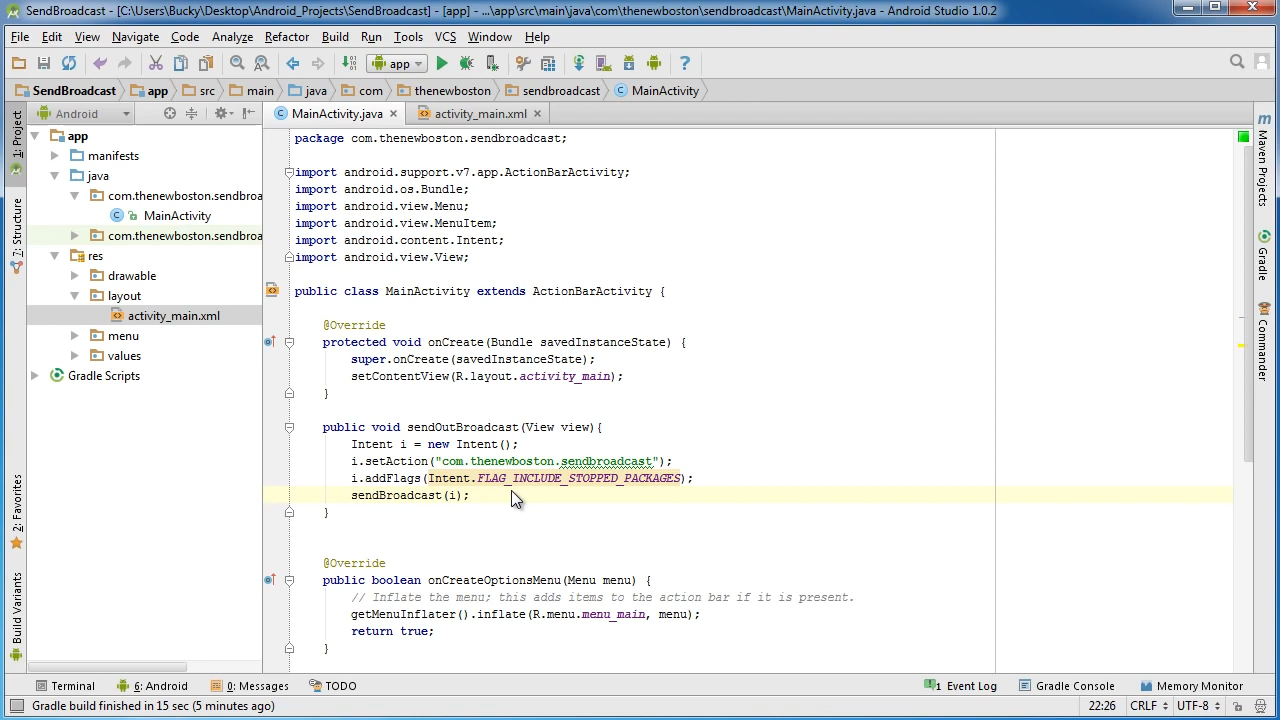 SendBroadcast - [C:\Users\Bucky\Desktop\Android_Projects\SendBroadcast] - [app] - ...\app\src\main\java\com\thenewboston\sendbroadcast\MainActivity.java - Android Studio 1.0.2
File Edit View Navigate Code Analyze Refactor Build Run Tools VCS Window Help
app
SendBroadcast app src main java com thenewboston sendbroadcast MainActivity
Android
MainActivity.java activity_main.xml
1: Project
7: Structure
2: Favorites
Build Variants
app
manifests
java
com.thenewboston.sendbroa
MainActivity
com.thenewboston.sendbroa
res
drawable
layout
activity_main.xml
menu
values
Gradle Scripts
package com.thenewboston.sendbroadcast;
import android.support.v7.app.ActionBarActivity;
import android.os.Bundle;
import android.view.Menu;
import android.view.MenuItem;
import android.content.Intent;
import android.view.View;
public class MainActivity extends ActionBarActivity {
@Override
protected void onCreate(Bundle savedInstanceState) {
super.onCreate(savedInstanceState);
setContentView(R.layout.activity_main);
}
public void sendOutBroadcast(View view){
Intent i = new Intent();
i.setAction("com.thenewboston.sendbroadcast");
i.addFlags(Intent.FLAG_INCLUDE_STOPPED_PACKAGES);
sendBroadcast(i);
}
@Override
public boolean onCreateOptionsMenu(Menu menu) {
// Inflate the menu; this adds items to the action bar if it is present.
getMenuInflater().inflate(R.menu.menu_main, menu);
return true;
}
m
Maven Projects
Gradle
Commander
Terminal 6: Android 0: Messages TODO 1 Event Log Gradle Console Memory Monitor
Gradle build finished in 15 sec (5 minutes ago) 22:26 CRLF UTF-8